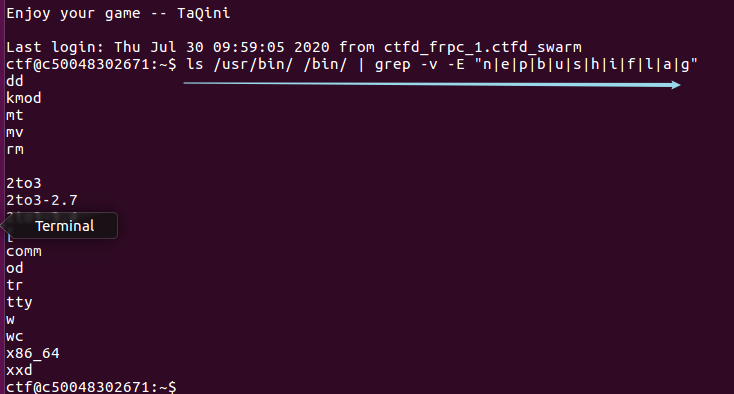 Enjoy your game -- TaQini
Last login: Thu Jul 30 09:59:05 2020 from ctfd_frpc_1.ctfd_swarm
ctf@c50048302671:~$ ls /usr/bin/ /bin/ | grep -v -E "n|e|p|b|u|s|h|i|f|l|a|g"
dd
kmod
mt
mv
rm
2to3
2to3-2.7
Terminal
[
comm
od
tr
tty
w
wc
x86_64
xxd
ctf@c50048302671:~$